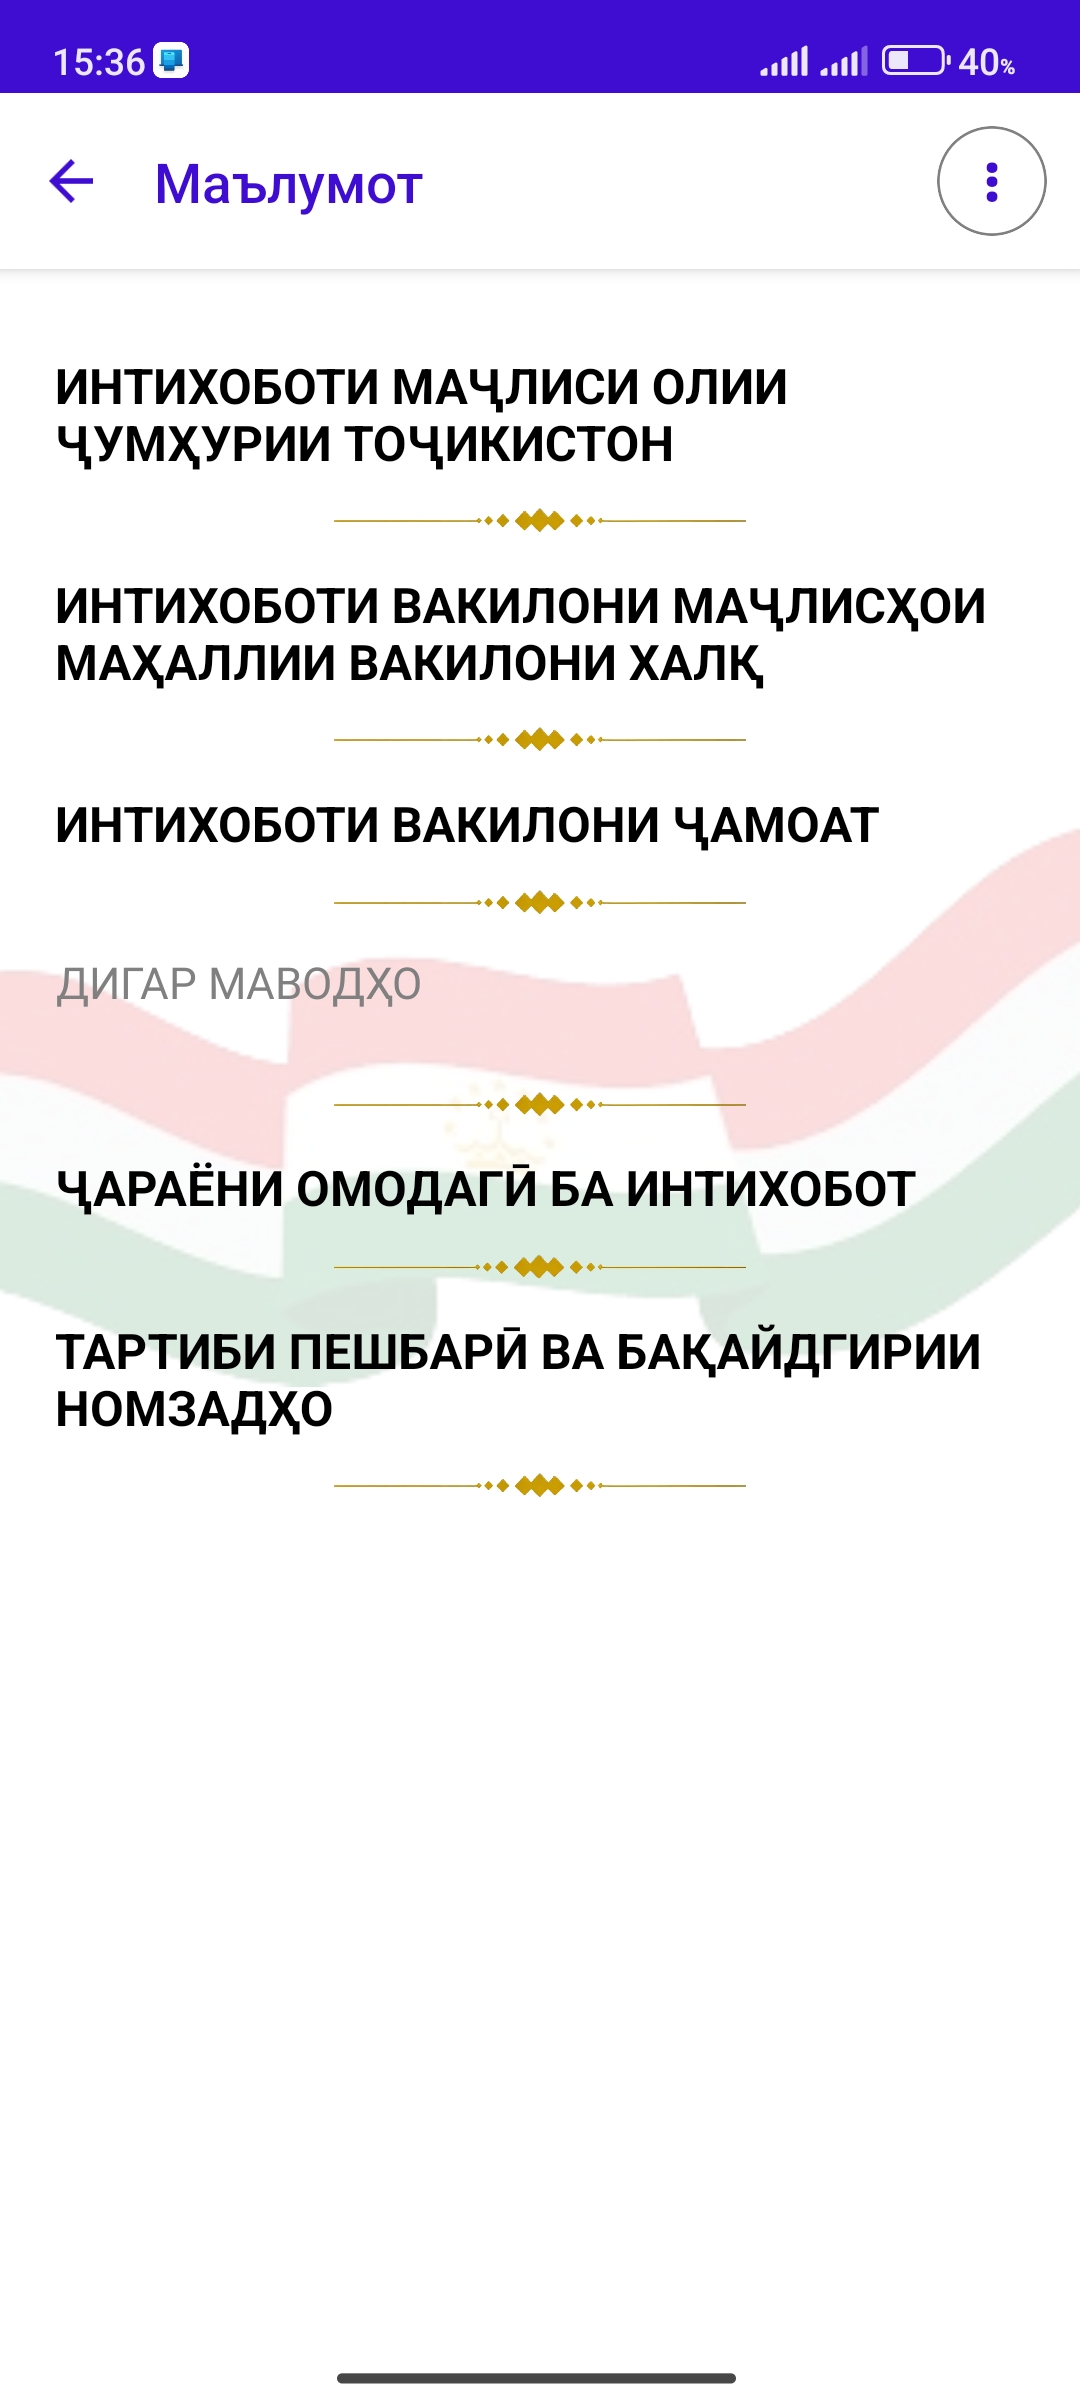 15:36
40%
Маълумот
ИНТИХОБОТИ МАҶЛИСИ ОЛИИ
ҶУМҲУРИИ ТОҶИКИСТОН
ИНТИХОБОТИ ВАКИЛОНИ МАҶЛИСҲОИ
МАҲАЛЛИИ ВАКИЛОНИ ХАЛҚ
ИНТИХОБОТИ ВАКИЛОНИ ҶАМОАТ
ДИГАР МАВОДҲО
ҶАРАЁНИ ОМОДАГӢ БА ИНТИХОБОТ
ТАРТИБИ ПЕШБАРӢ ВА БАҚАЙДГИРИИ
НОМЗАДҲО